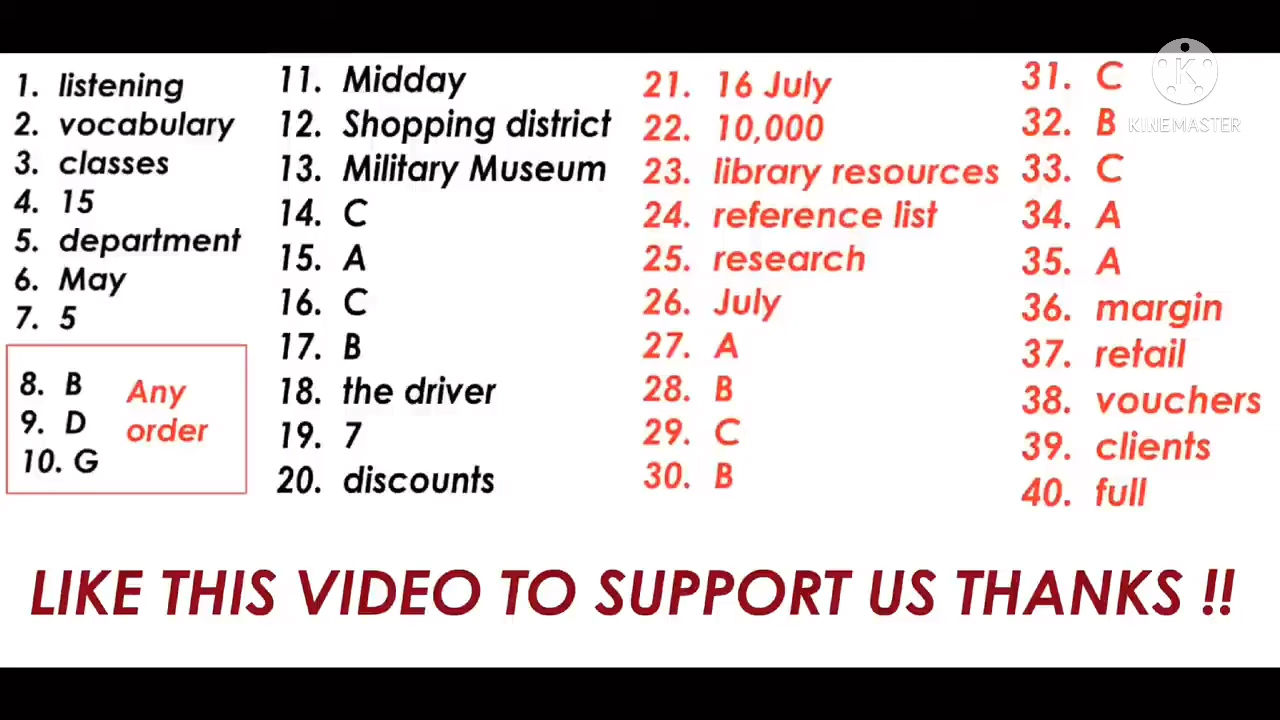 1. listening
2. vocabulary
3. classes
4. 15
5. department
6. May
7. 5
8. B
9. D
10. G
Any
order
11. Midday
12. Shopping district
13. Military Museum
14. C
15. A
16. C
17. B
18. the driver
19. 7
20. discounts
21. 16 July
22. 10,000
23. library resources
24. reference list
25. research
26. July
27. A
28. B
29. C
30. B
31. C
32. B
33. C
34. A
35. A
36. margin
37. retail
38. vouchers
39. clients
40. full
K
KINEMASTER
LIKE THIS VIDEO TO SUPPORT US THANKS !!